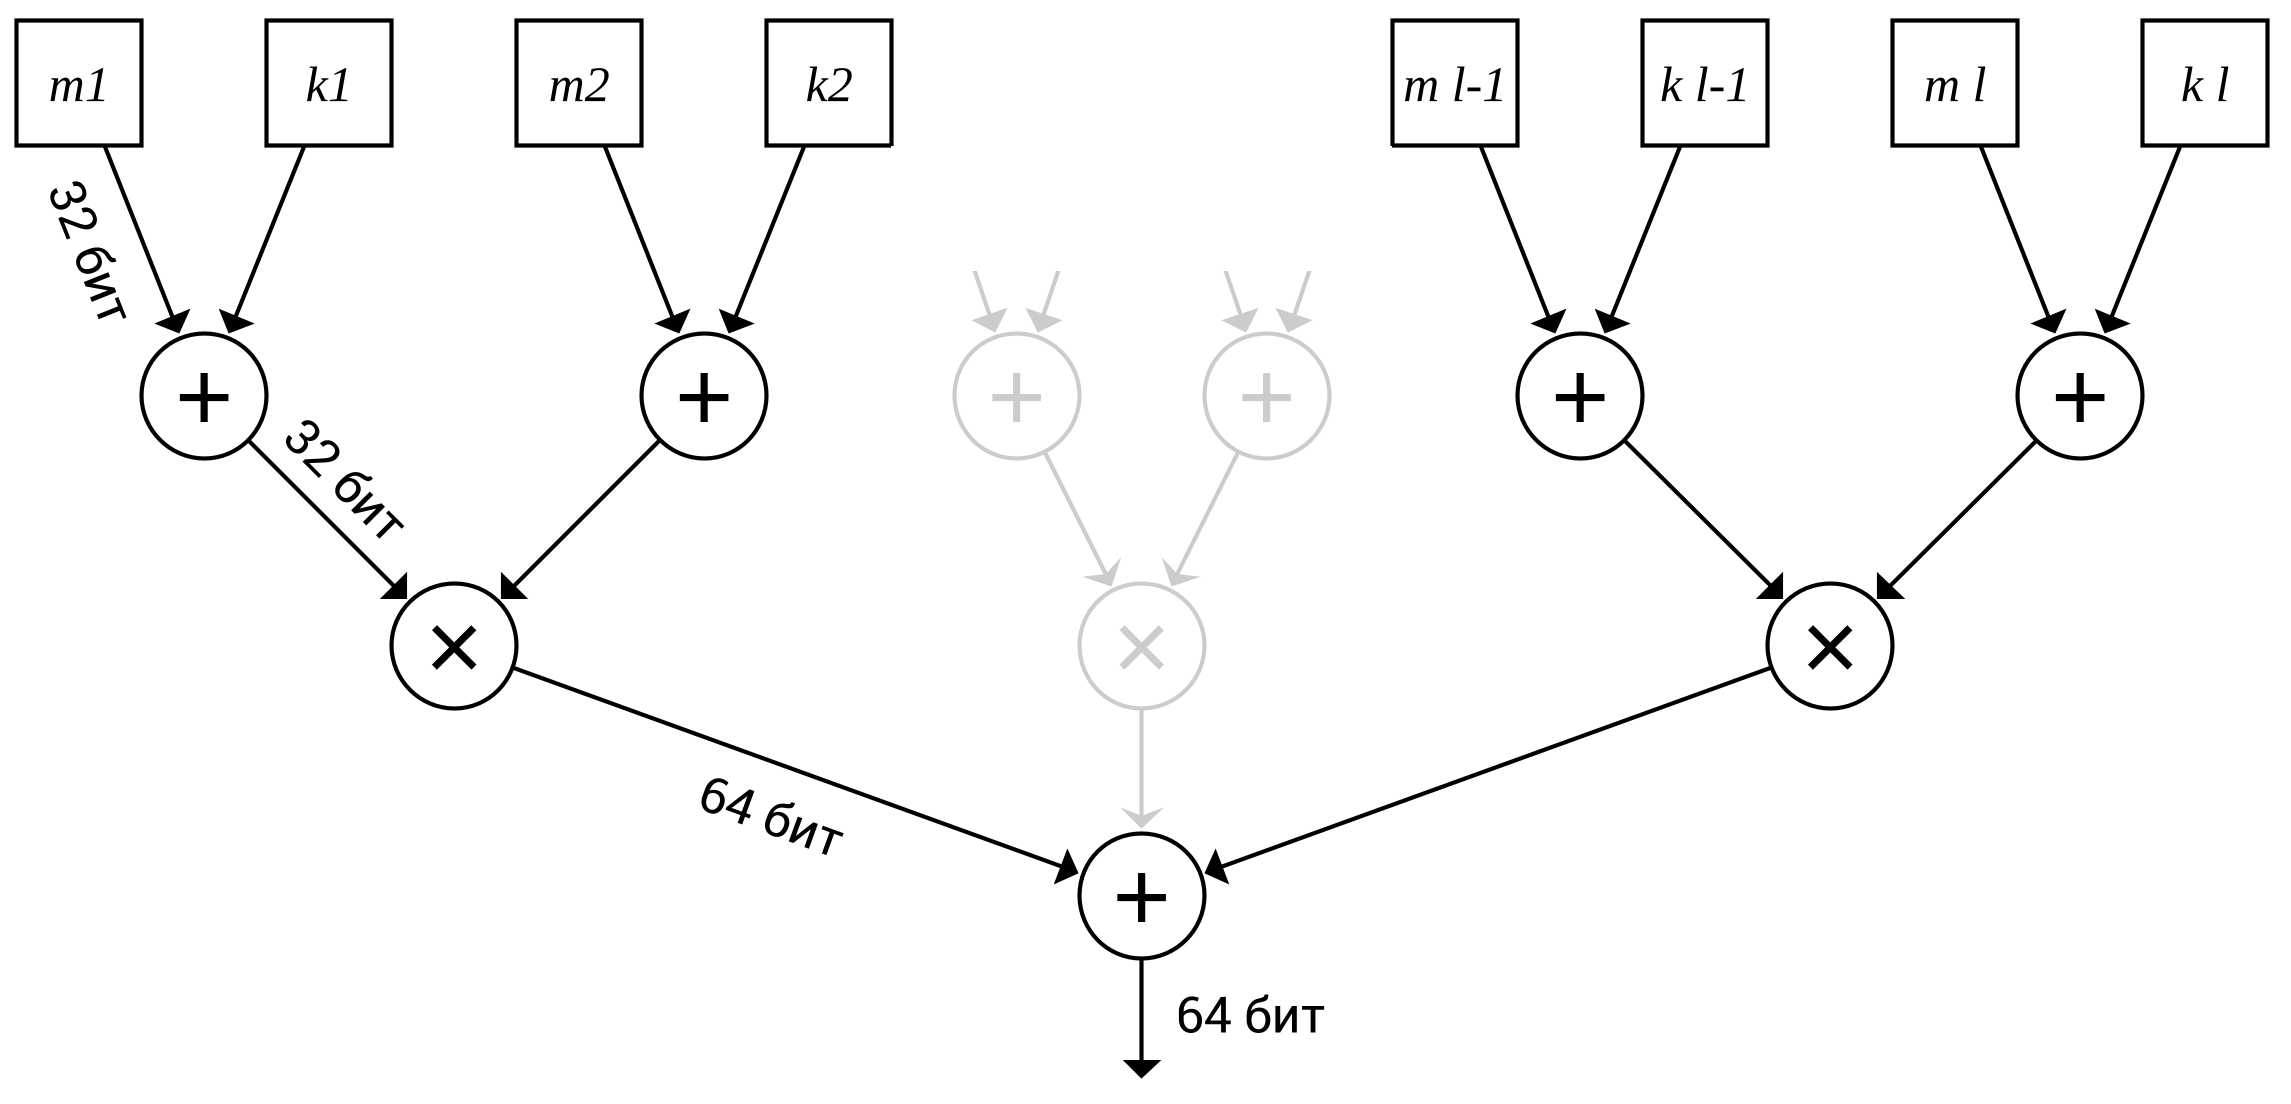 m1 k1 m2 k2 m l-1 k l-1 m l k l
32 бит
+ + + + + +
32 бит
× × ×
64 бит
+
64 бит